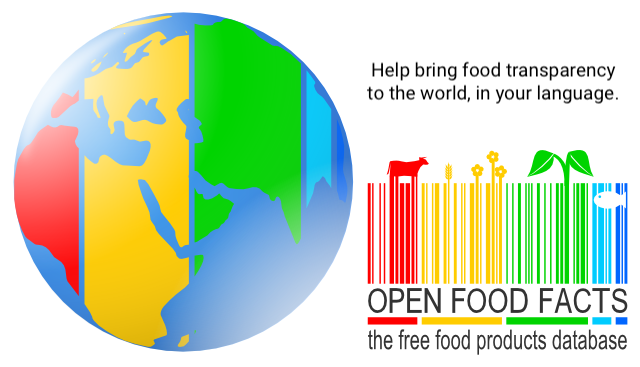 Help bring food transparency
to the world, in your language.
OPEN FOOD FACTS
the free food products database